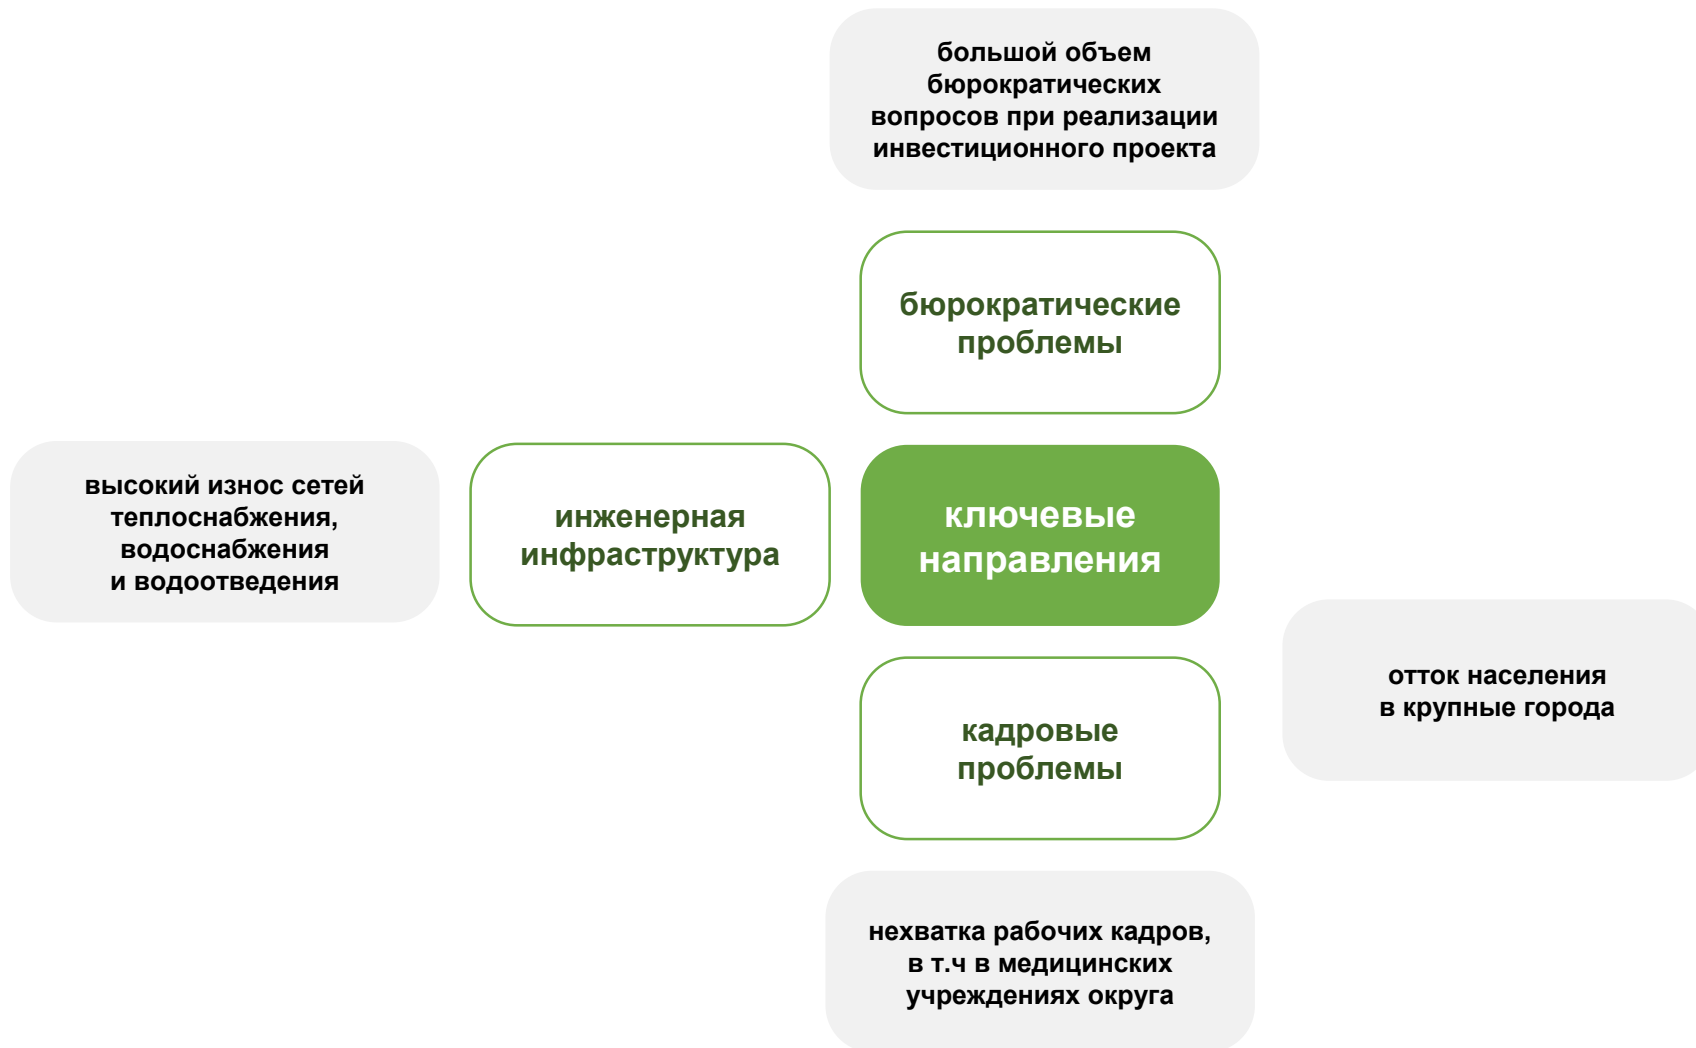 большой объем
бюрократических
вопросов при реализации
инвестиционного проекта
бюрократические
проблемы
высокий износ сетей
теплоснабжения,
водоснабжения
и водоотведения
инженерная
инфраструктура
ключевые
направления
отток населения
в крупные города
кадровые
проблемы
нехватка рабочих кадров,
в т.ч в медицинских
учреждениях округа